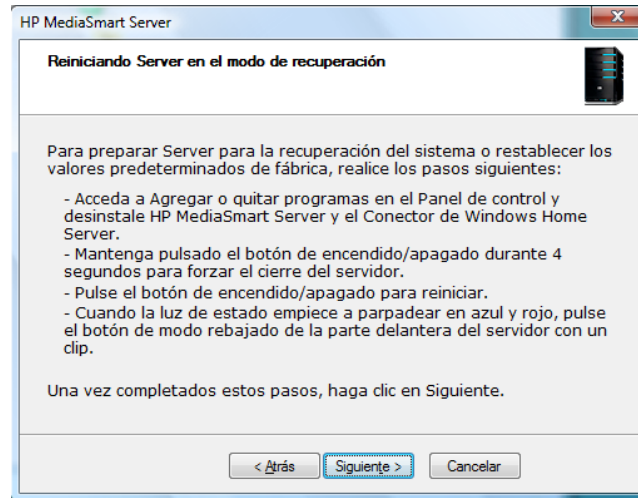 HP MediaSmart Server
Reiniciando Server en el modo de recuperación
Para preparar Server para la recuperación del sistema o restablecer los
valores predeterminados de fábrica, realice los pasos siguientes:
- Acceda a Agregar o quitar programas en el Panel de control y
desinstale HP MediaSmart Server y el Conector de Windows Home
Server.
- Mantenga pulsado el botón de encendido/apagado durante 4
segundos para forzar el cierre del servidor.
- Pulse el botón de encendido/apagado para reiniciar.
- Cuando la luz de estado empiece a parpadear en azul y rojo, pulse
el botón de modo rebajado de la parte delantera del servidor con un
clip.
Una vez completados estos pasos, haga clic en Siguiente.
< Atrás Siguiente > Cancelar